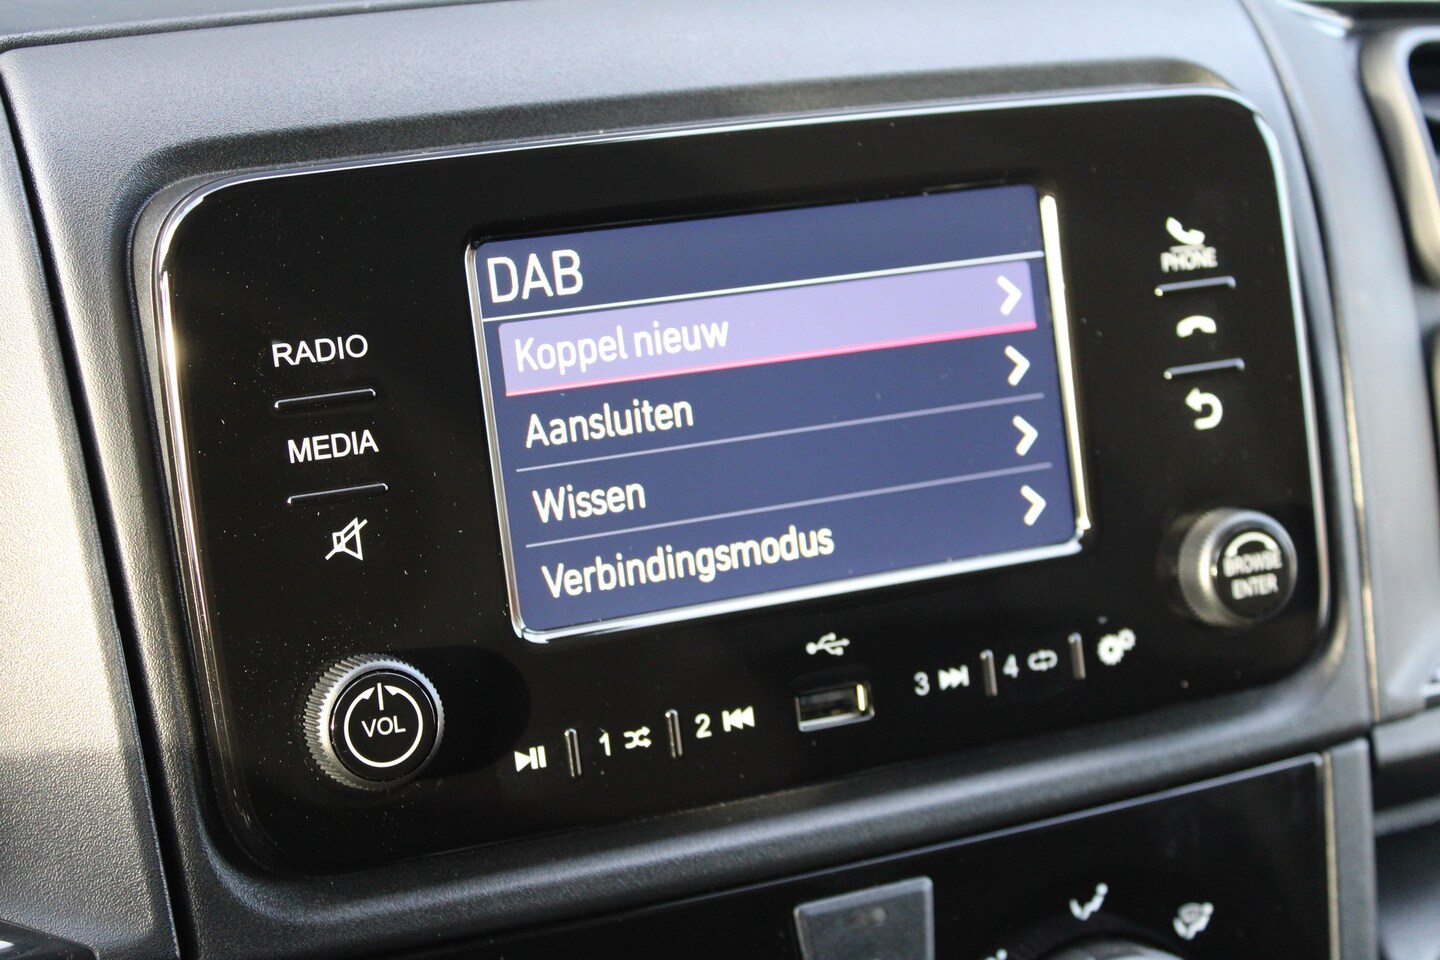 DAB
Koppel nieuw
Aansluiten
Wissen
Verbindingsmodus
RADIO
MEDIA
VOL
PHONE
BROWSE
ENTER
1
2
3
4